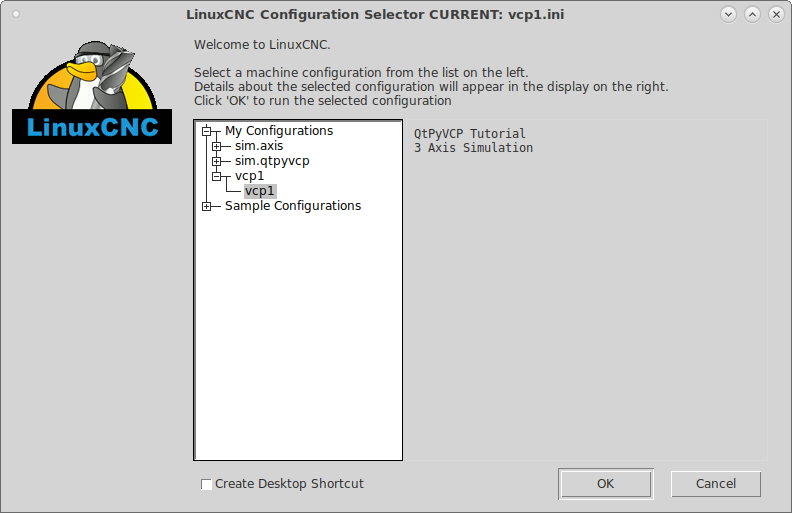 LinuxCNC Configuration Selector CURRENT: vcp1.ini
LinuxCNC
Welcome to LinuxCNC.
Select a machine configuration from the list on the left.
Details about the selected configuration will appear in the display on the right.
Click 'OK' to run the selected configuration
My Configurations
sim.axis
sim.qtpyvcp
vcp1
vcp1
Sample Configurations
QtPyVCP Tutorial
3 Axis Simulation
Create Desktop Shortcut
OK
Cancel